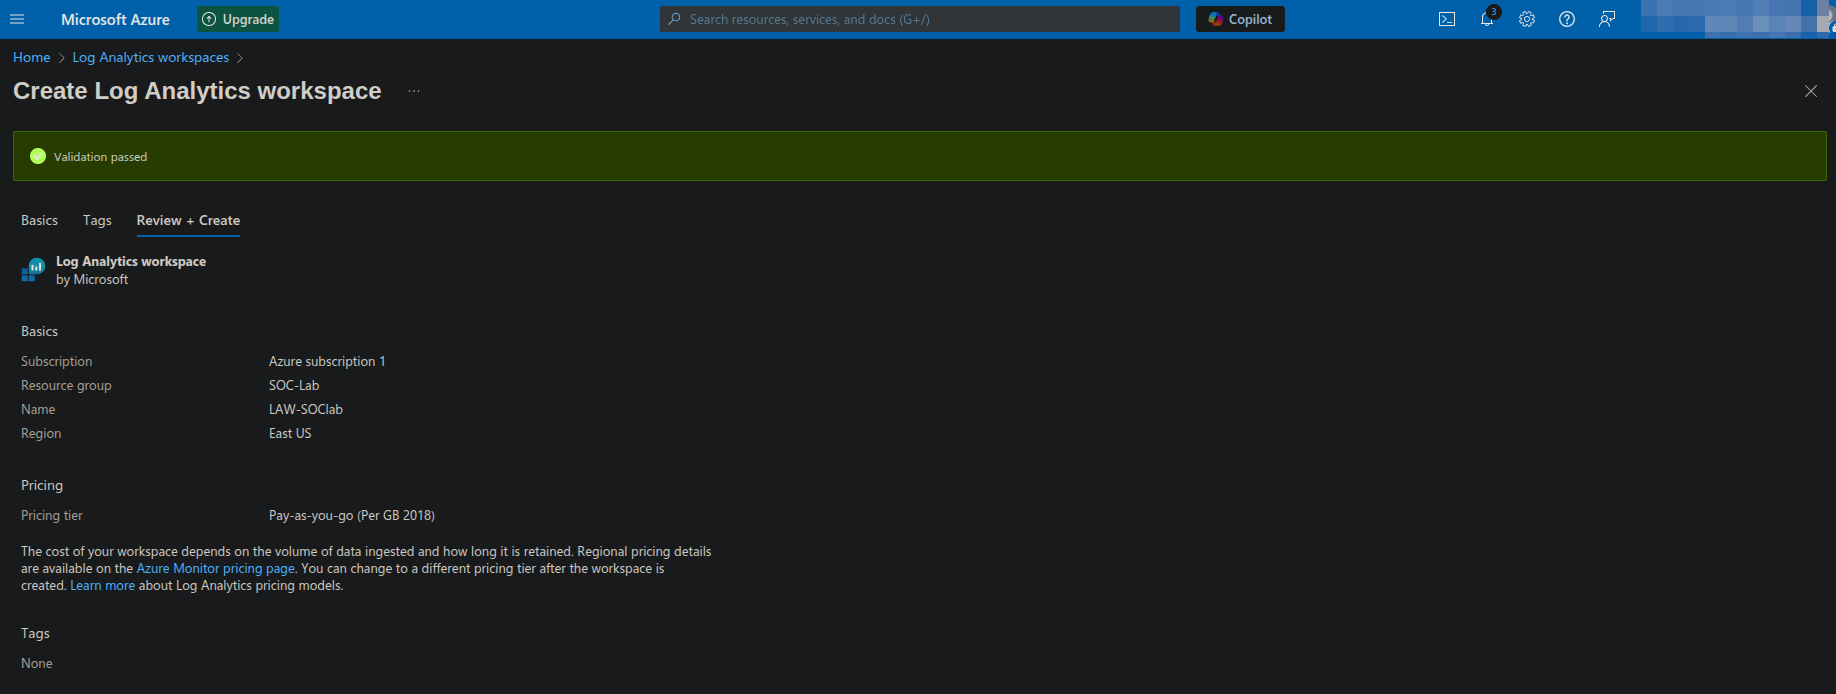 Microsoft Azure
Upgrade
Search resources, services, and docs (G+/)
Copilot
3
Home > Log Analytics workspaces >
Create Log Analytics workspace ...
Validation passed
Basics Tags Review + Create
Log Analytics workspace
by Microsoft
Basics
Subscription Azure subscription 1
Resource group SOC-Lab
Name LAW-SOClab
Region East US
Pricing
Pricing tier Pay-as-you-go (Per GB 2018)
The cost of your workspace depends on the volume of data ingested and how long it is retained. Regional pricing details
are available on the Azure Monitor pricing page. You can change to a different pricing tier after the workspace is
created. Learn more about Log Analytics pricing models.
Tags
None